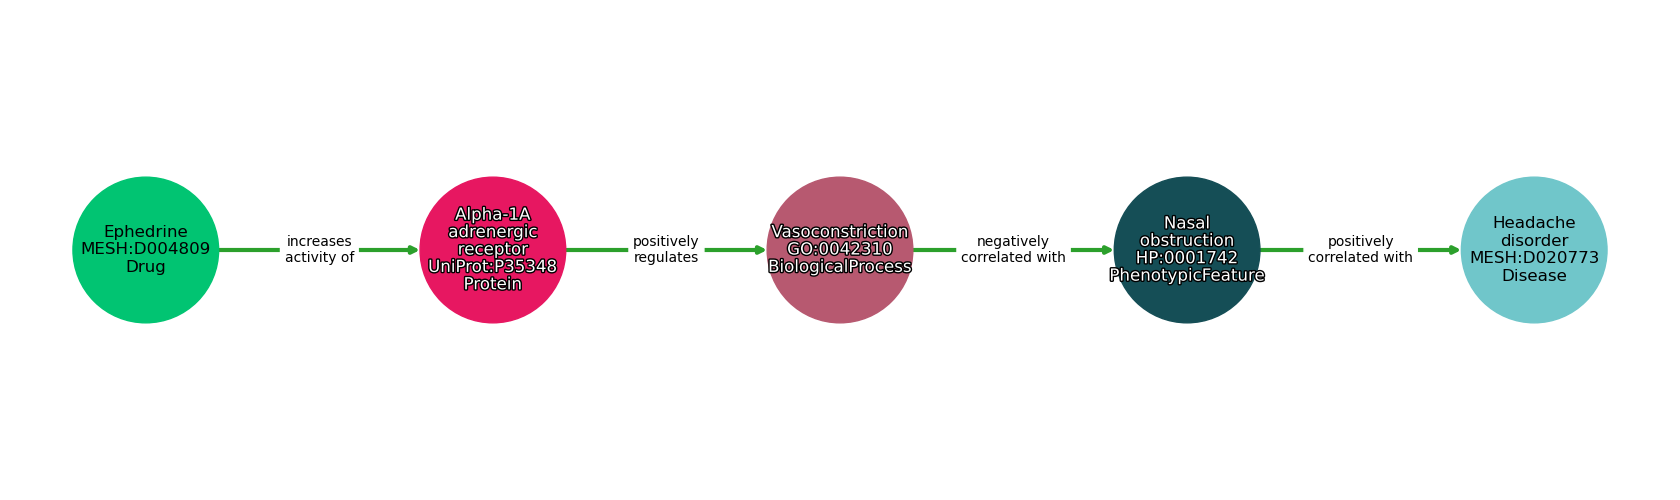 Ephedrine
MESH:D004809
Drug
increases
activity of
Alpha-1A
adrenergic
receptor
UniProt:P35348
Protein
positively
regulates
Vasoconstriction
GO:0042310
BiologicalProcess
negatively
correlated with
Nasal
obstruction
HP:0001742
PhenotypicFeature
positively
correlated with
Headache
disorder
MESH:D020773
Disease